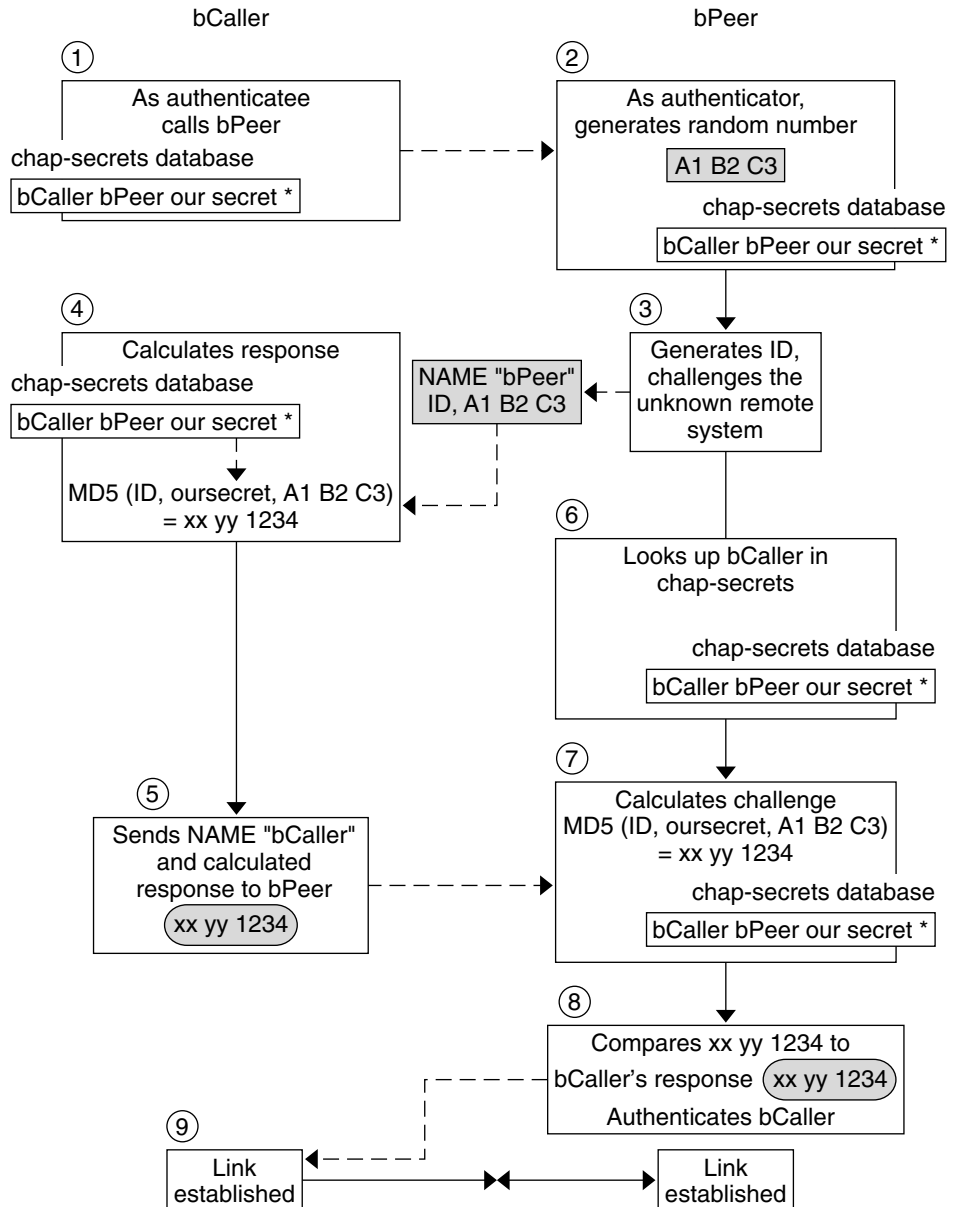 bCaller
bPeer
1
As authenticatee
calls bPeer
chap-secrets database
bCaller bPeer our secret *
2
As authenticator,
generates random number
A1 B2 C3
chap-secrets database
bCaller bPeer our secret *
3
Generates ID,
challenges the
unknown remote
system
NAME "bPeer"
ID, A1 B2 C3
4
Calculates response
chap-secrets database
bCaller bPeer our secret *
MD5 (ID, oursecret, A1 B2 C3)
= xx yy 1234
5
Sends NAME "bCaller"
and calculated
response to bPeer
xx yy 1234
6
Looks up bCaller in
chap-secrets
chap-secrets database
bCaller bPeer our secret *
7
Calculates challenge
MD5 (ID, oursecret, A1 B2 C3)
= xx yy 1234
chap-secrets database
bCaller bPeer our secret *
8
Compares xx yy 1234 to
bCaller's response xx yy 1234
Authenticates bCaller
9
Link
established
Link
established